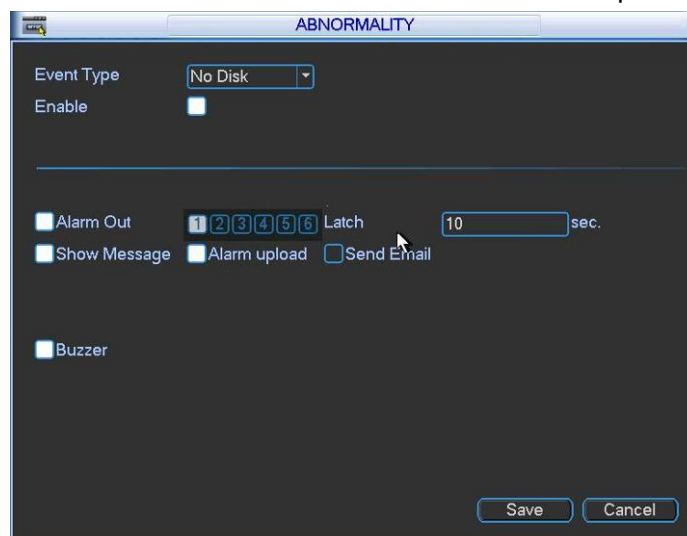 ABNORMALITY
Event Type No Disk
Enable
Alarm Out 1 2 3 4 5 6 Latch 10 sec.
Show Message Alarm upload Send Email
Buzzer
Save Cancel